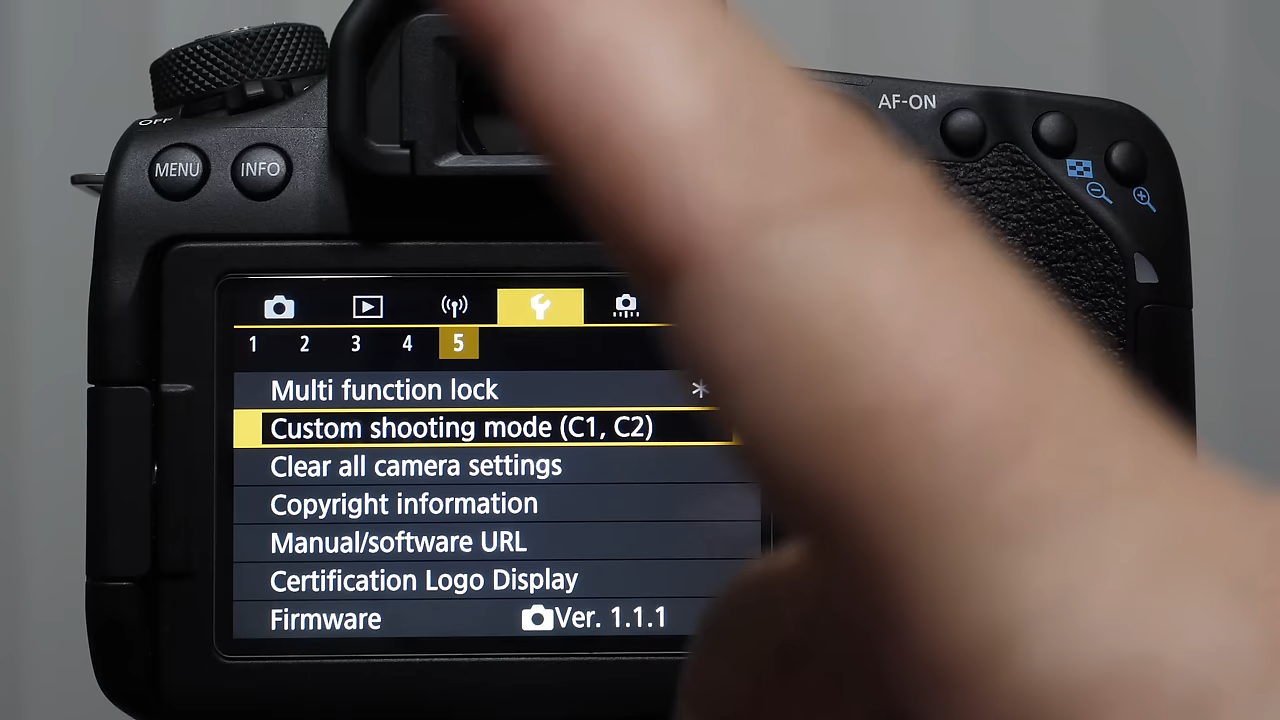 AF-ON
OFF
MENU INFO
1 2 3 4 5
Multi function lock *
Custom shooting mode (C1, C2)
Clear all camera settings
Copyright information
Manual/software URL
Certification Logo Display
Firmware Ver. 1.1.1